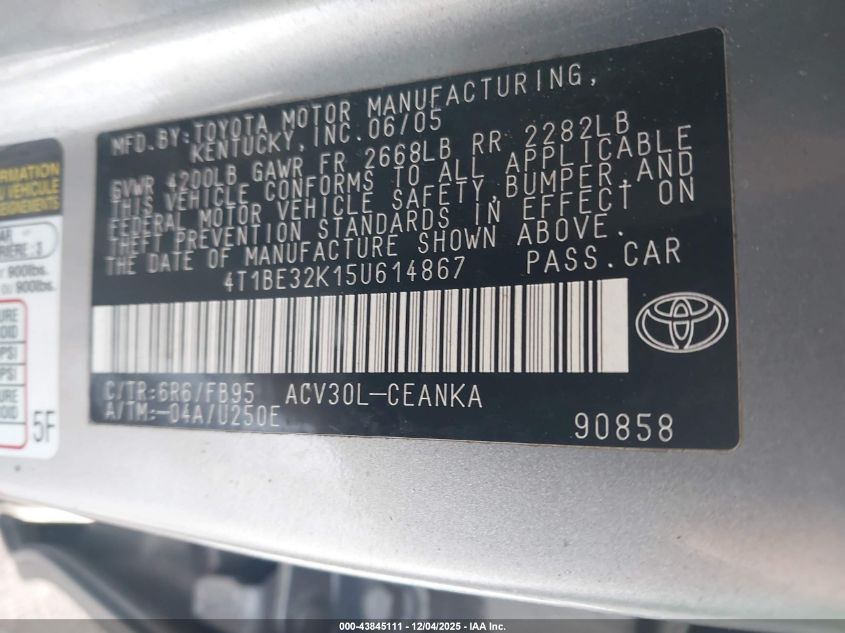 MFD.BY:TOYOTA MOTOR MANUFACTURING,
KENTUCKY, INC. 06/05
GVWR 4200LB GAWR FR 2668LB RR 2282LB
THIS VEHICLE CONFORMS TO ALL APPLICABLE
FEDERAL MOTOR VEHICLE SAFETY,BUMPER,AND
THEFT PREVENTION STANDARDS IN EFFECT ON
THE DATE OF MANUFACTURE SHOWN ABOVE.
4T1BE32K15U614867 PASS.CAR
C/TR:6R6/FB95 ACV30L-CEANKA
A/TM:-04A/U250E
90858
5F
000-43845111 - 12/04/2025 - IAA Inc.